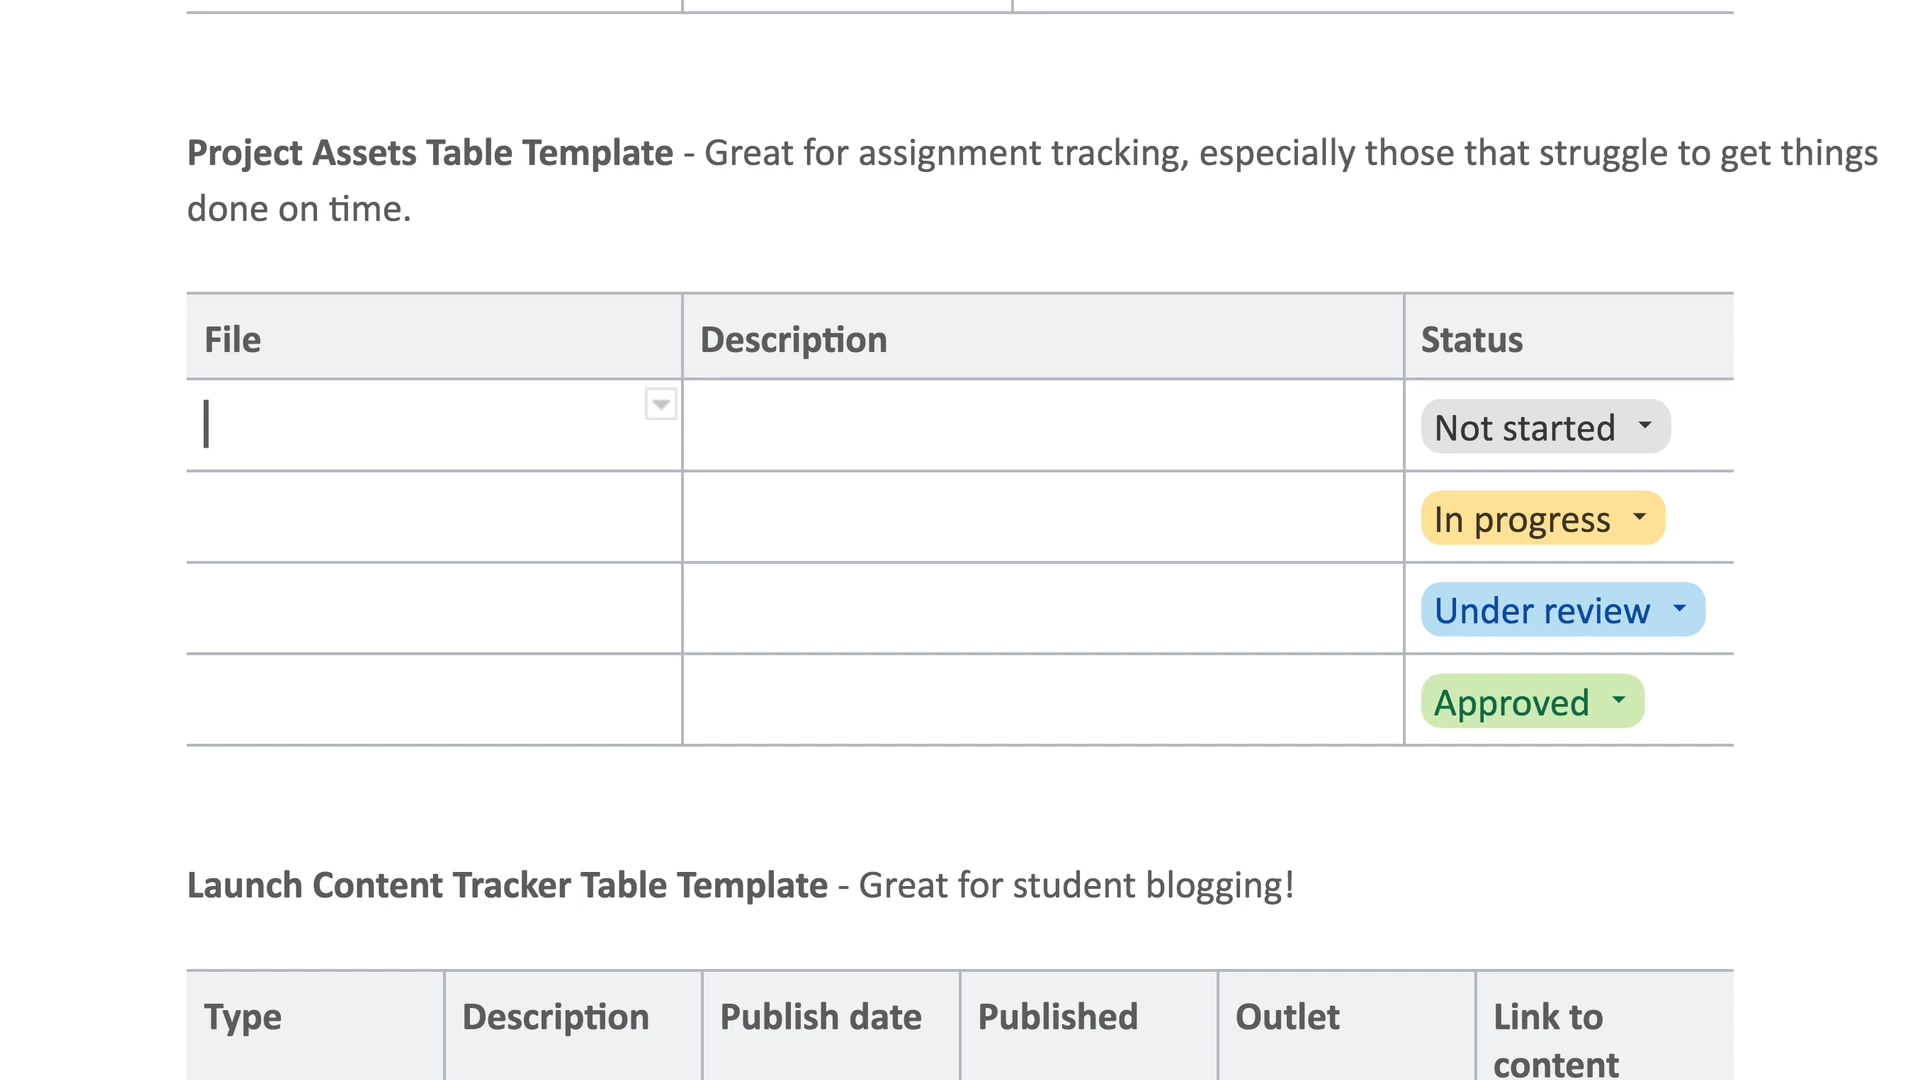 Project Assets Table Template - Great for assignment tracking, especially those that struggle to get things
done on time.
File Description Status
Not started
In progress
Under review
Approved
Launch Content Tracker Table Template - Great for student blogging!
Type Description Publish date Published Outlet Link to
content